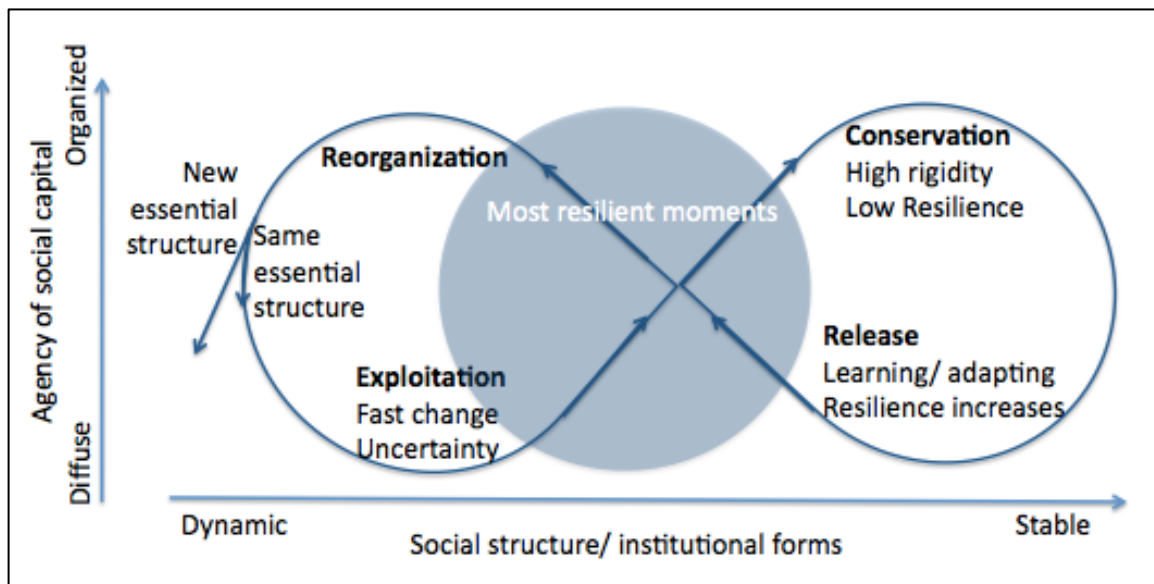 Agency of social capital
Organized
Diffuse
New
essential
structure
Same
essential
structure
Reorganization
Most resilient moments
Conservation
High rigidity
Low Resilience
Exploitation
Fast change
Uncertainty
Release
Learning/ adapting
Resilience increases
Dynamic
Social structure/ institutional forms
Stable